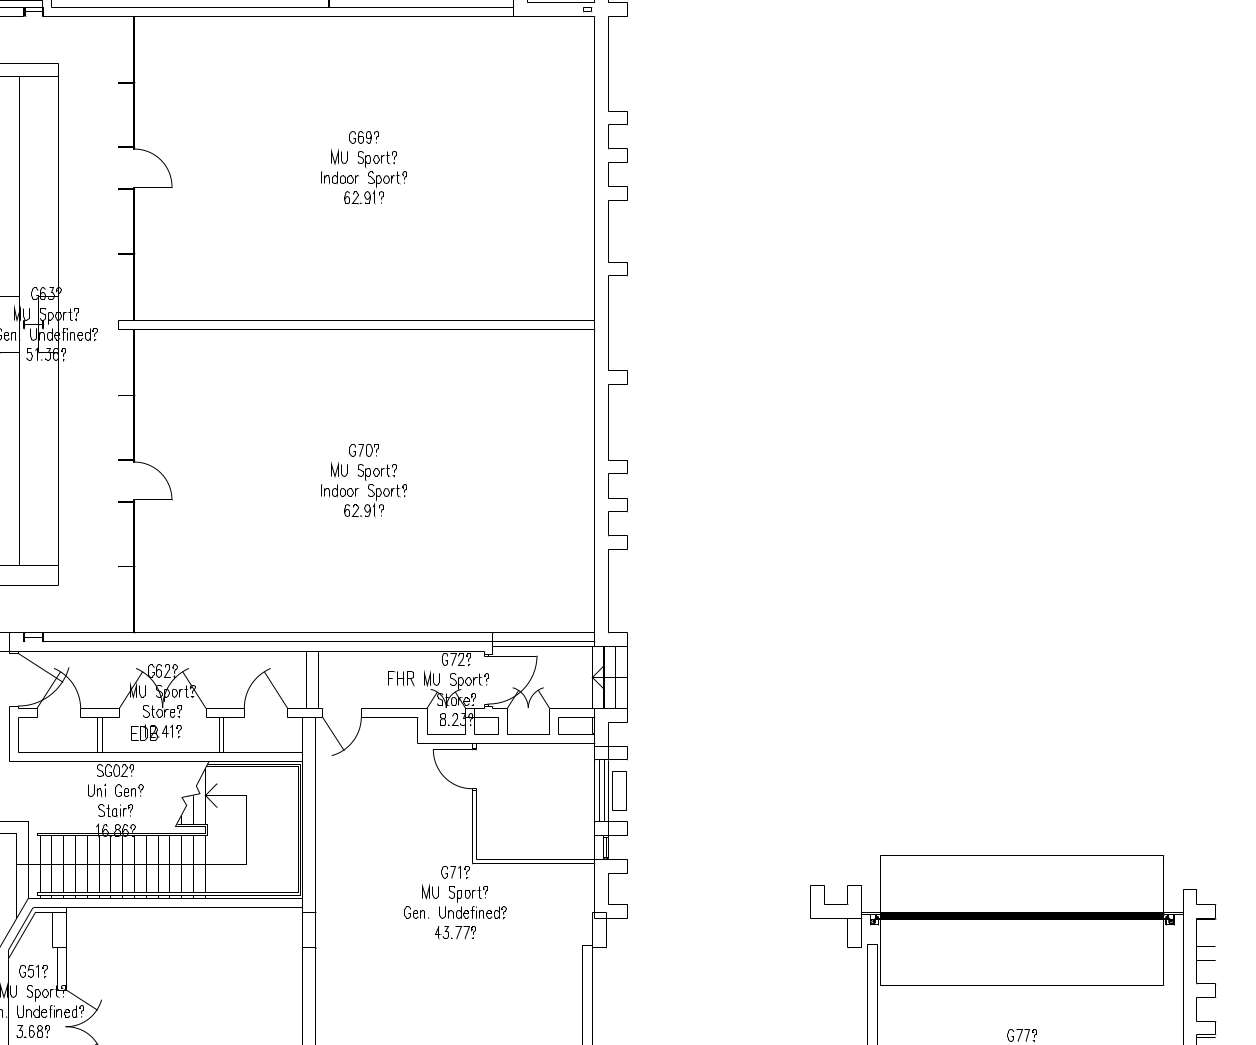 G69?
MU Sport?
Indoor Sport?
62.91?
G63?
MU Sport?
Gen. Undefined?
51.36?
G70?
MU Sport?
Indoor Sport?
62.91?
G62?
MU Sport?
Store?
12.41?
EDB
G72?
FHR MU Sport?
Store?
8.23?
SG02?
Uni Gen?
Stair?
16.86?
G71?
MU Sport?
Gen. Undefined?
43.77?
G51?
MU Sport?
n. Undefined?
3.68?
G77?